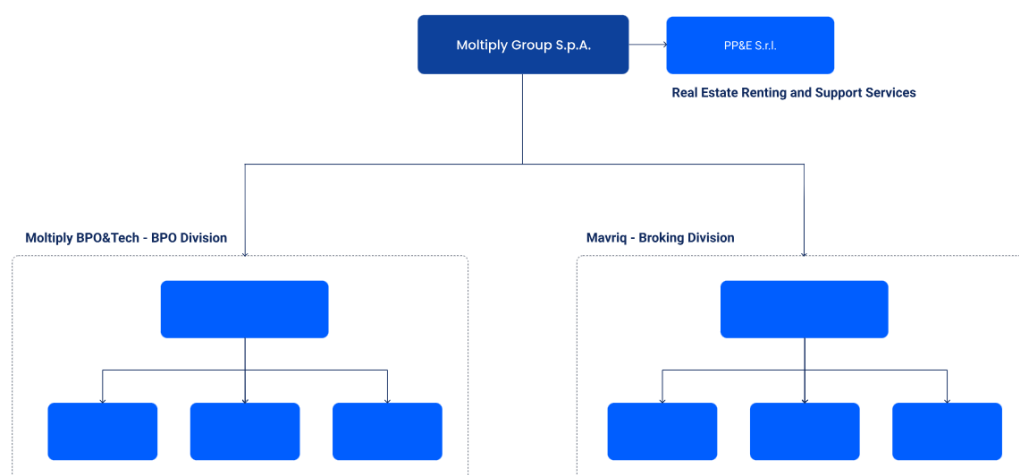 Moltiply Group S.p.A.
PP&E S.r.l.
Real Estate Renting and Support Services
Moltiply BPO&Tech - BPO Division
Mavriq - Broking Division